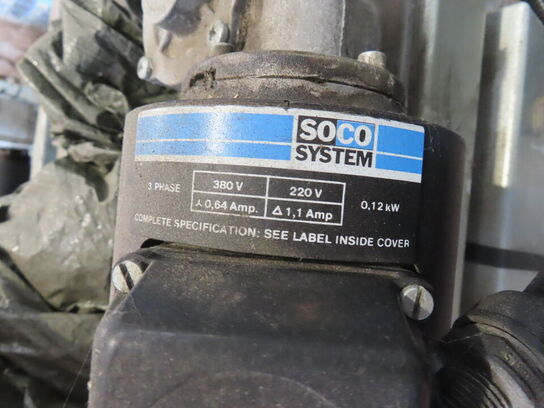 SOCO
SYSTEM
3 PHASE 380 V 220 V 0,12 kW
⅄ 0,64 Amp. Δ 1,1 Amp
COMPLETE SPECIFICATION: SEE LABEL INSIDE COVER